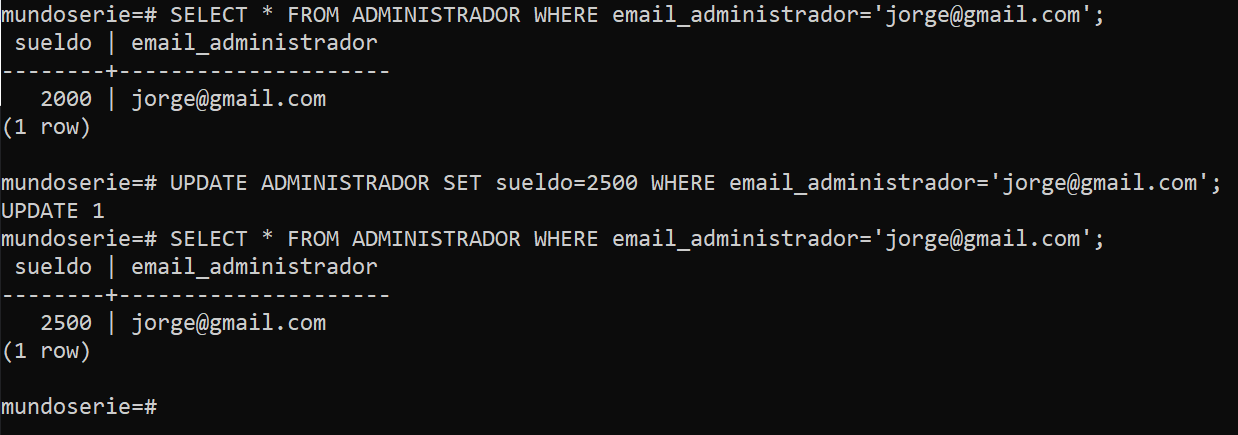 mundoserie=# SELECT * FROM ADMINISTRADOR WHERE email_administrador='jorge@gmail.com';
 sueldo | email_administrador
--------+---------------------
   2000 | jorge@gmail.com
(1 row)

mundoserie=# UPDATE ADMINISTRADOR SET sueldo=2500 WHERE email_administrador='jorge@gmail.com';
UPDATE 1
mundoserie=# SELECT * FROM ADMINISTRADOR WHERE email_administrador='jorge@gmail.com';
 sueldo | email_administrador
--------+---------------------
   2500 | jorge@gmail.com
(1 row)

mundoserie=#